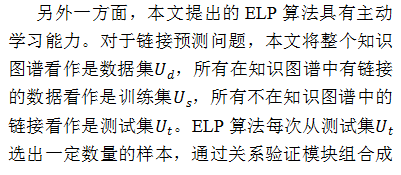 另外一方面，本文提出的 ELP 算法具有主动
学习能力。对于链接预测问题，本文将整个知识
图谱看作是数据集U_d，所有在知识图谱中有链接
的数据看作是训练集U_s，所有不在知识图谱中的
链接看作是测试集U_t。ELP 算法每次从测试集U_t
选出一定数量的样本，通过关系验证模块组合成